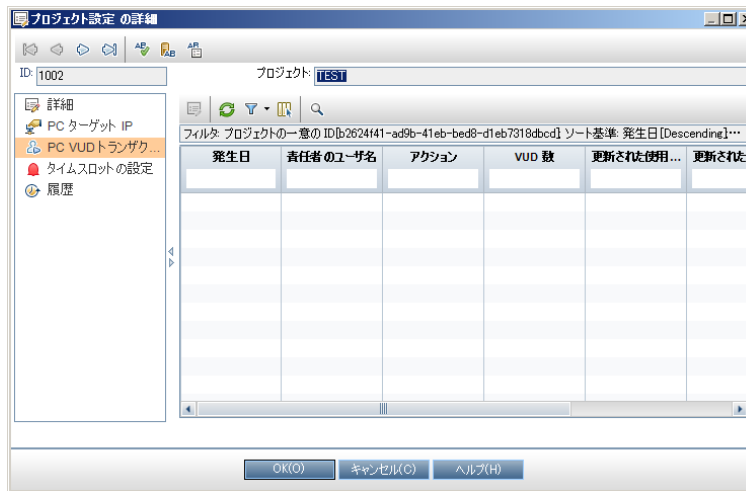 プロジェクト設定 の詳細
ID: 1002 プロジェクト: TEST
詳細
PC ターゲット IP
PC VUDトランザク...
タイムスロットの設定
履歴
フィルタ: プロジェクトの一意の ID[b2624f41-ad9b-41eb-bed8-d1eb7318dbcd]; ソート基準: 発生日[Descending]...
発生日 責任者のユーザ名 アクション VUD 数 更新された使用... 更新された
OK(O) キャンセル(C) ヘルプ(H)